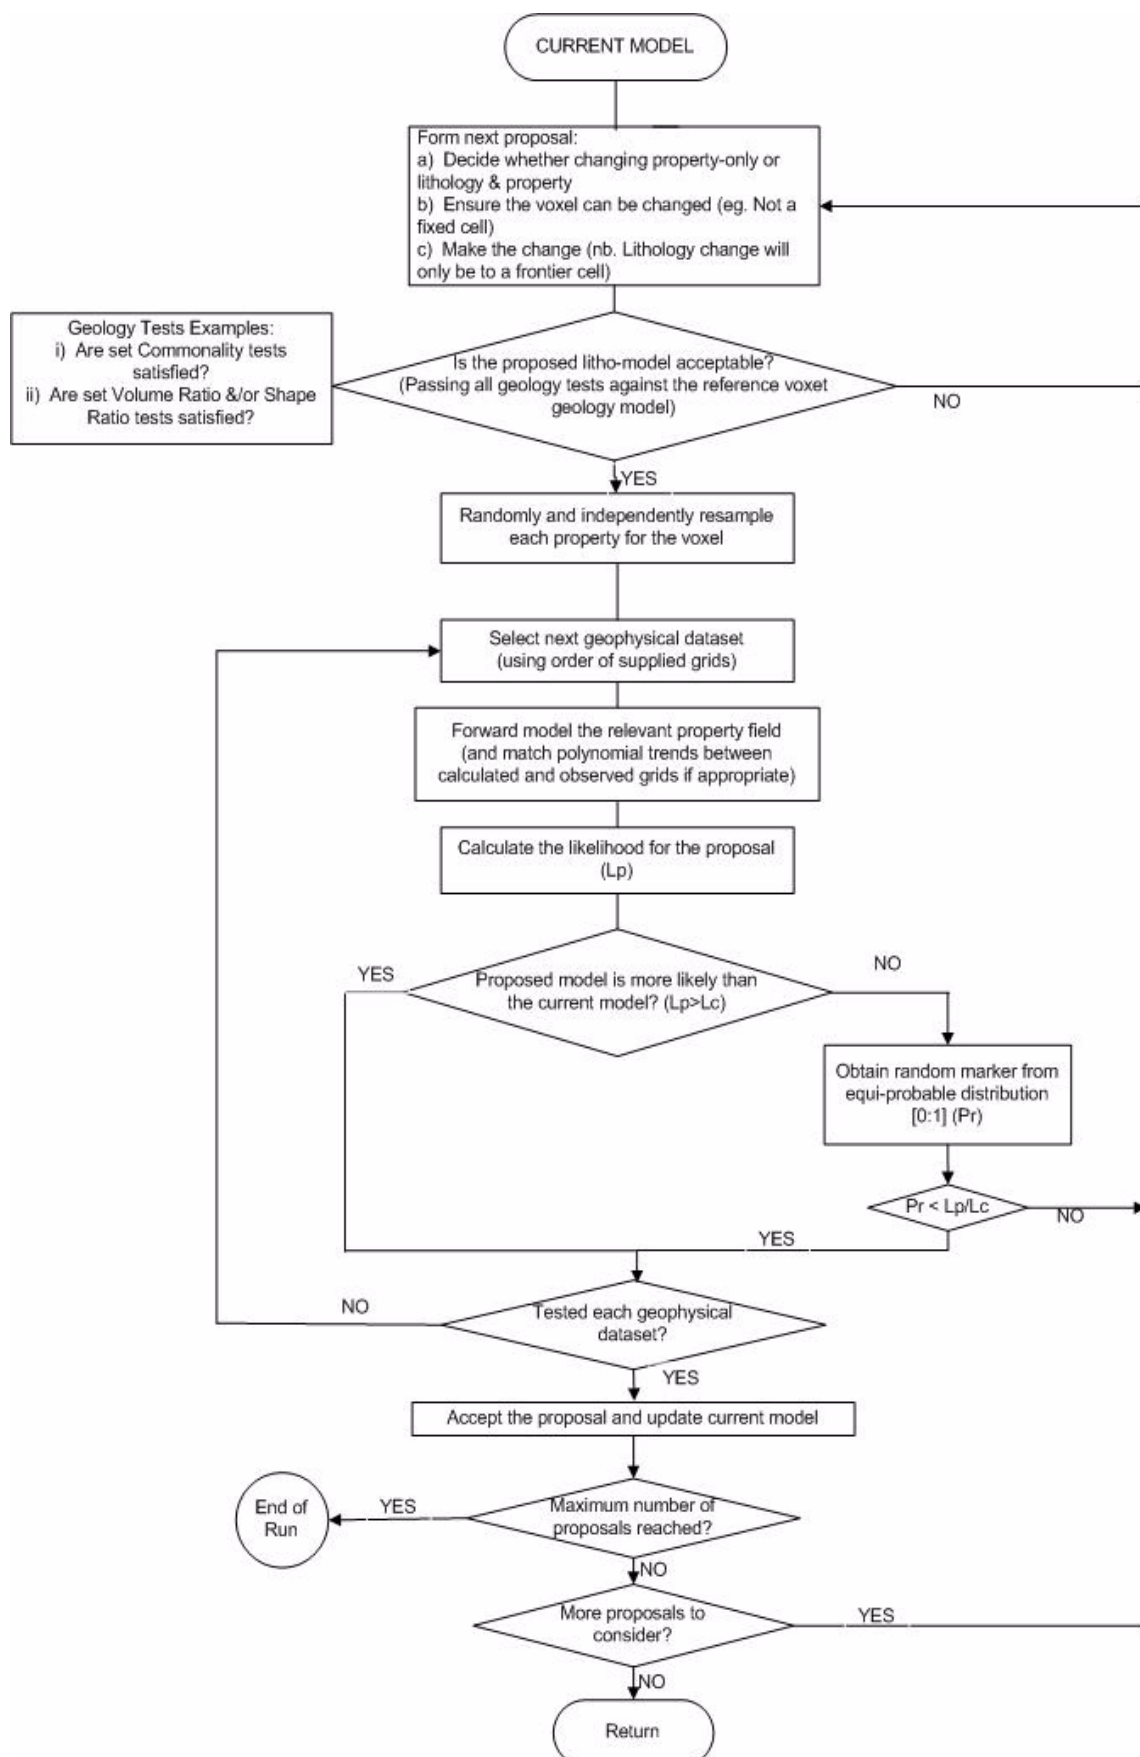 CURRENT MODEL
Form next proposal:
a) Decide whether changing property-only or
lithology & property
b) Ensure the voxel can be changed (eg. Not a
fixed cell)
c) Make the change (nb. Lithology change will
only be to a frontier cell)
Geology Tests Examples:
i) Are set Commonality tests
satisfied?
ii) Are set Volume Ratio &/or Shape
Ratio tests satisfied?
Is the proposed litho-model acceptable?
(Passing all geology tests against the reference voxet
geology model)
NO
YES
Randomly and independently resample
each property for the voxel
Select next geophysical dataset
(using order of supplied grids)
Forward model the relevant property field
(and match polynomial trends between
calculated and observed grids if appropriate)
Calculate the likelihood for the proposal
(Lp)
YES
Proposed model is more likely than
the current model? (Lp>Lc)
NO
Obtain random marker from
equi-probable distribution
[0:1] (Pr)
Pr < Lp/Lc
NO
YES
NO
Tested each geophysical
dataset?
YES
Accept the proposal and update current model
End of
Run
YES
Maximum number of
proposals reached?
NO
More proposals to
consider?
YES
NO
Return